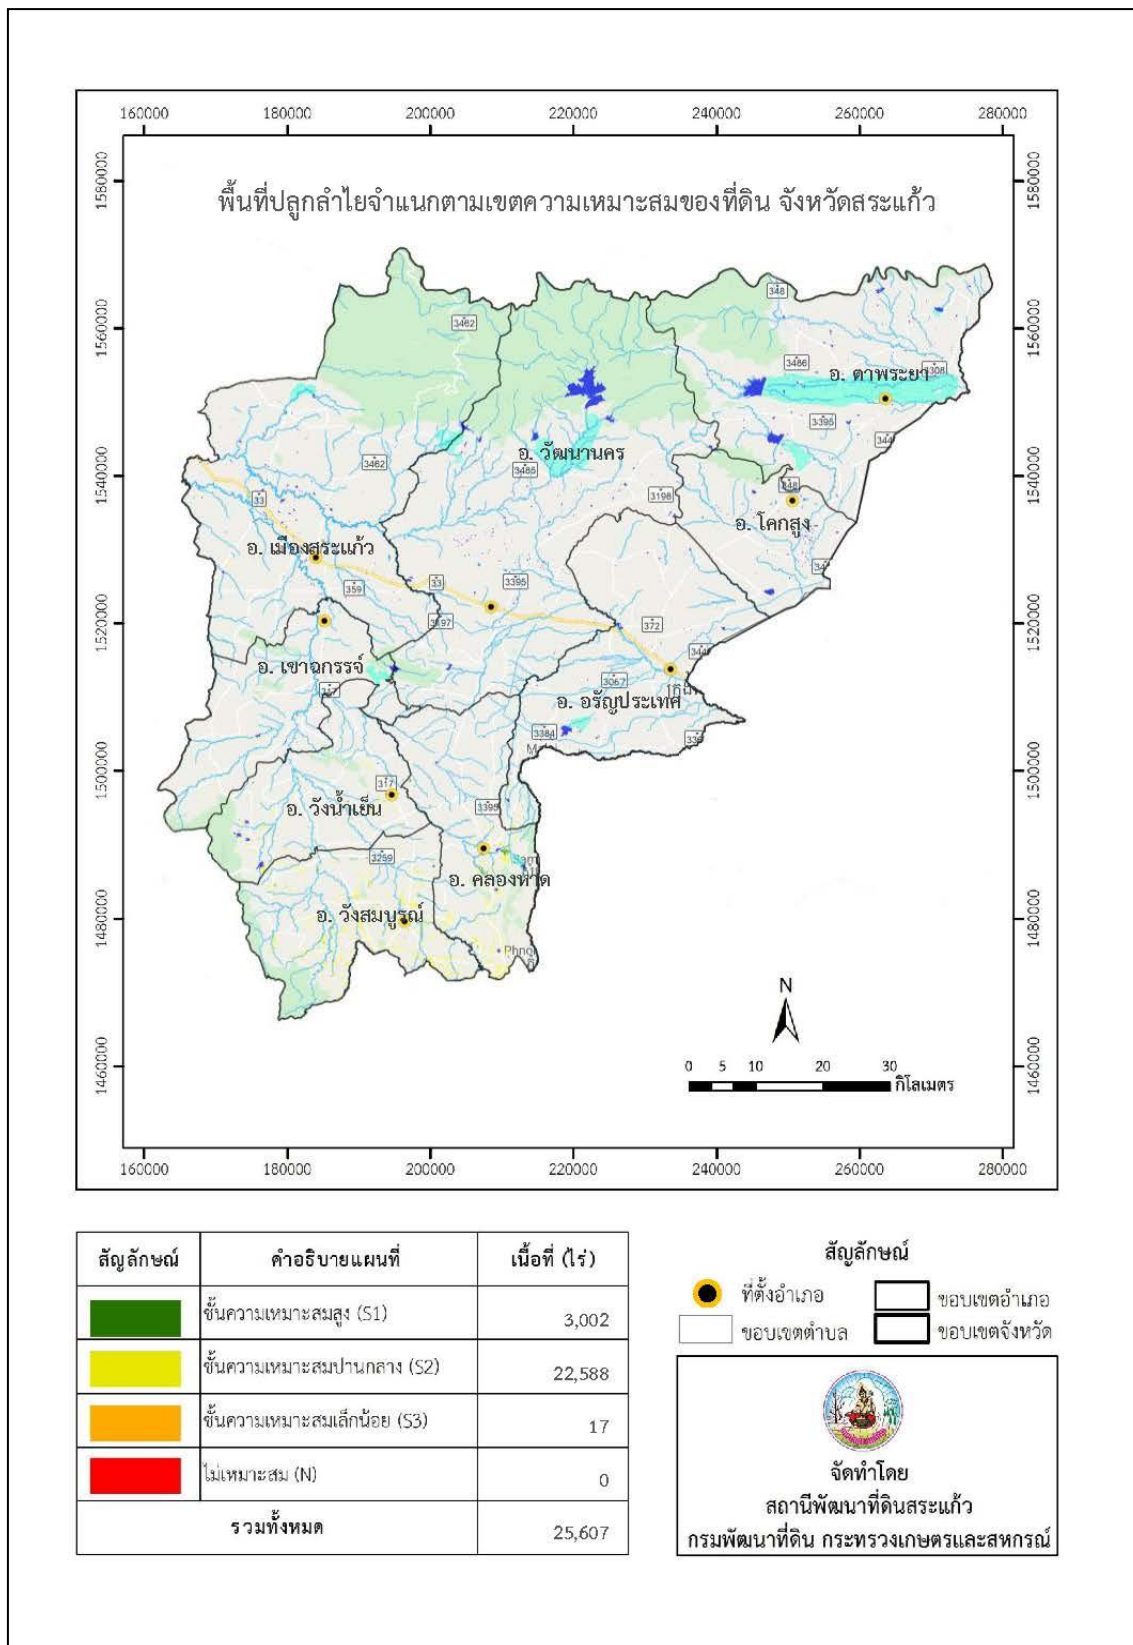 160000 180000 200000 220000 240000 260000 280000
พื้นที่ปลูกลำไยจำแนกตามเขตความเหมาะสมของที่ดิน จังหวัดสระแก้ว
1580000 1580000
1560000 1560000
1540000 1540000
1520000 1520000
1500000 1500000
1480000 1480000
1460000 1460000
348
3462
3486
3308
อ. ตาพระยา
3395
344
อ. วัฒนานคร
3462
3485
348
33
3198
อ. โคกสูง
34
อ. เมืองสระแก้ว
33
3395
359
3197
372
344
อ. เขาฉกรรจ์
3067
317
อ. อรัญประเทศ
3384
336
317
3395
อ. วังน้ำเย็น
3259
Sam
อ. คลองหาด
อ. วังสมบูรณ์
Phno
N
0 5 10 20 30
กิโลเมตร
160000 180000 200000 220000 240000 260000 280000
สัญลักษณ์ คำอธิบายแผนที่ เนื้อที่ (ไร่)
ชั้นความเหมาะสมสูง (S1) 3,002
ชั้นความเหมาะสมปานกลาง (S2) 22,588
ชั้นความเหมาะสมเล็กน้อย (S3) 17
ไม่เหมาะสม (N) 0
รวมทั้งหมด 25,607
สัญลักษณ์
ที่ตั้งอำเภอ ขอบเขตอำเภอ
ขอบเขตตำบล ขอบเขตจังหวัด
จัดทำโดย
สถานีพัฒนาที่ดินสระแก้ว
กรมพัฒนาที่ดิน กระทรวงเกษตรและสหกรณ์